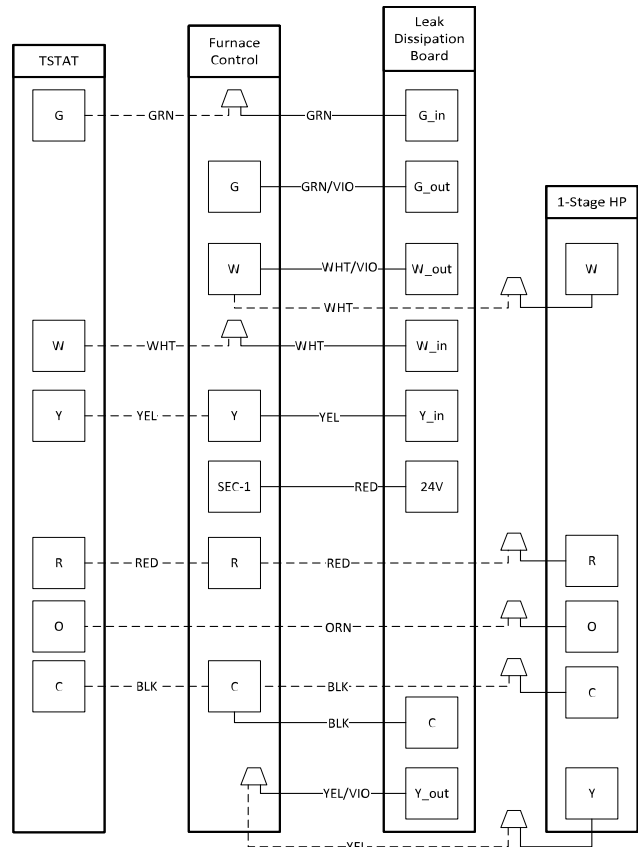 Leak
Dissipation
Board
Furnace
Control
TSTAT
G
GRN
GRN
G_in
G
GRN/VIO
G_out
1-Stage HP
W
WHT/VIO
W_out
W
WHT
W
WHT
WHT
W_in
Y
YEL
Y
YEL
Y_in
SEC-1
RED
24V
R
RED
R
RED
R
O
ORN
O
C
BLK
C
BLK
C
BLK
C
YEL/VIO
Y_out
Y
YEL